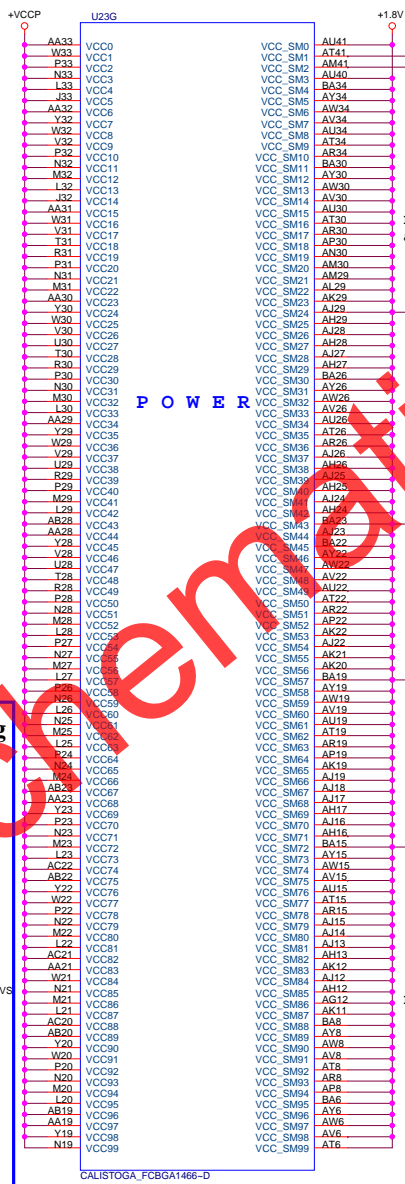 +VCCP U23G +1.8V
AA33 VCC0 VCC_SM0 AU41
W33 VCC1 VCC_SM1 AT41
P33 VCC2 VCC_SM2 AM41
N33 VCC3 VCC_SM3 AU40
L33 VCC4 VCC_SM4 BA34
J33 VCC5 VCC_SM5 AY34
AA32 VCC6 VCC_SM6 AW34
Y32 VCC7 VCC_SM7 AV34
W32 VCC8 VCC_SM8 AU34
V32 VCC9 VCC_SM9 AT34
P32 VCC10 VCC_SM10 AR34
N32 VCC11 VCC_SM11 BA30
M32 VCC12 VCC_SM12 AY30
L32 VCC13 VCC_SM13 AW30
J32 VCC14 VCC_SM14 AV30
AA31 VCC15 VCC_SM15 AU30
W31 VCC16 VCC_SM16 AT30
V31 VCC17 VCC_SM17 AR30
T31 VCC18 VCC_SM18 AP30
R31 VCC19 VCC_SM19 AN30
P31 VCC20 VCC_SM20 AM30
N31 VCC21 VCC_SM21 AM29
M31 VCC22 VCC_SM22 AL29
AA30 VCC23 VCC_SM23 AK29
Y30 VCC24 VCC_SM24 AJ29
W30 VCC25 VCC_SM25 AH29
V30 VCC26 VCC_SM26 AJ28
U30 VCC27 VCC_SM27 AH28
T30 VCC28 VCC_SM28 AJ27
R30 VCC29 VCC_SM29 AH27
P30 VCC30 VCC_SM30 BA26
N30 VCC31 VCC_SM31 AY26
M30 VCC32 POWER VCC_SM32 AW26
L30 VCC33 VCC_SM33 AV26
AA29 VCC34 VCC_SM34 AU26
Y29 VCC35 VCC_SM35 AT26
W29 VCC36 VCC_SM36 AR26
V29 VCC37 VCC_SM37 AJ26
U29 VCC38 VCC_SM38 AH26
R29 VCC39 VCC_SM39 AJ25
P29 VCC40 VCC_SM40 AH25
M29 VCC41 VCC_SM41 AJ24
L29 VCC42 VCC_SM42 AH24
AB28 VCC43 VCC_SM43 BA23
AA28 VCC44 VCC_SM44 AJ23
Y28 VCC45 VCC_SM45 BA22
V28 VCC46 VCC_SM46 AY22
U28 VCC47 VCC_SM47 AW22
T28 VCC48 VCC_SM48 AV22
R28 VCC49 VCC_SM49 AU22
P28 VCC50 VCC_SM50 AT22
N28 VCC51 VCC_SM51 AR22
M28 VCC52 VCC_SM52 AP22
L28 VCC53 VCC_SM53 AK22
P27 VCC54 VCC_SM54 AJ22
N27 VCC55 VCC_SM55 AK21
M27 VCC56 VCC_SM56 AK20
L27 VCC57 VCC_SM57 BA19
P26 VCC58 VCC_SM58 AY19
N26 VCC59 VCC_SM59 AW19
L26 VCC60 VCC_SM60 AV19
N25 VCC61 VCC_SM61 AU19
M25 VCC62 VCC_SM62 AT19
L25 VCC63 VCC_SM63 AR19
P24 VCC64 VCC_SM64 AP19
N24 VCC65 VCC_SM65 AK19
M24 VCC66 VCC_SM66 AJ19
AB23 VCC67 VCC_SM67 AJ18
AA23 VCC68 VCC_SM68 AJ17
Y23 VCC69 VCC_SM69 AH17
P23 VCC70 VCC_SM70 AJ16
N23 VCC71 VCC_SM71 AH16
M23 VCC72 VCC_SM72 BA15
L23 VCC73 VCC_SM73 AY15
AC22 VCC74 VCC_SM74 AW15
AB22 VCC75 VCC_SM75 AV15
Y22 VCC76 VCC_SM76 AU15
W22 VCC77 VCC_SM77 AT15
P22 VCC78 VCC_SM78 AR15
N22 VCC79 VCC_SM79 AJ15
M22 VCC80 VCC_SM80 AJ14
L22 VCC81 VCC_SM81 AJ13
AC21 VCC82 VCC_SM82 AH13
AA21 VCC83 VCC_SM83 AK12
W21 VCC84 VCC_SM84 AJ12
N21 VCC85 VCC_SM85 AH12
M21 VCC86 VCC_SM86 AG12
L21 VCC87 VCC_SM87 AK11
AC20 VCC88 VCC_SM88 BA8
AB20 VCC89 VCC_SM89 AY8
Y20 VCC90 VCC_SM90 AW8
W20 VCC91 VCC_SM91 AV8
P20 VCC92 VCC_SM92 AT8
N20 VCC93 VCC_SM93 AR8
M20 VCC94 VCC_SM94 AP8
L20 VCC95 VCC_SM95 BA6
AB19 VCC96 VCC_SM96 AY6
AA19 VCC97 VCC_SM97 AW6
Y19 VCC98 VCC_SM98 AV6
N19 VCC99 VCC_SM99 AT6
CALISTOGA_FCBGA1466~D